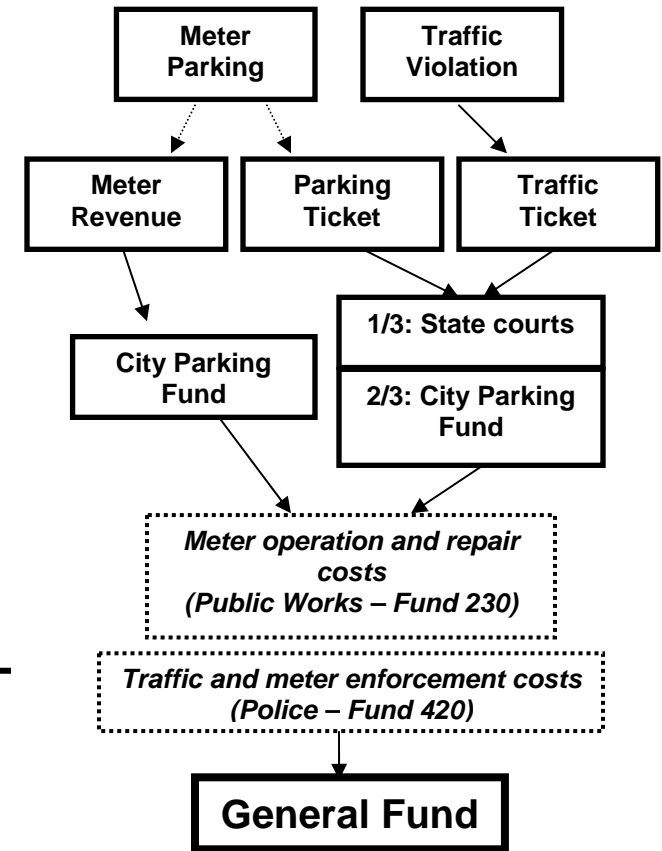 Meter
Parking
Traffic
Violation
Meter
Revenue
Parking
Ticket
Traffic
Ticket
City Parking
Fund
1/3: State courts
2/3: City Parking
Fund
Meter operation and repair
costs
(Public Works – Fund 230)
Traffic and meter enforcement costs
(Police – Fund 420)
General Fund